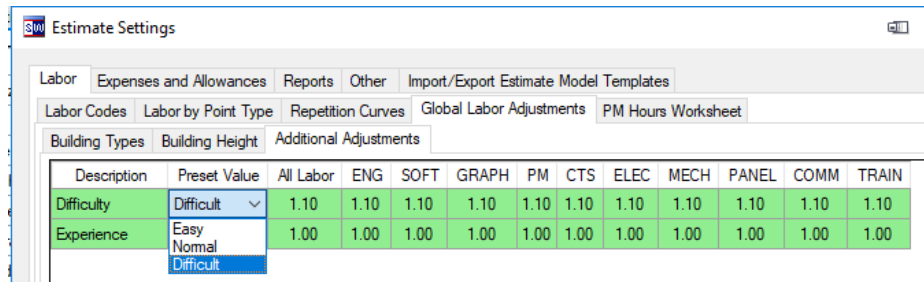 SW Estimate Settings
Labor Expenses and Allowances Reports Other Import/Export Estimate Model Templates
Labor Codes Labor by Point Type Repetition Curves Global Labor Adjustments PM Hours Worksheet
Building Types Building Height Additional Adjustments
Description Preset Value All Labor ENG SOFT GRAPH PM CTS ELEC MECH PANEL COMM TRAIN
Difficulty Difficult 1.10 1.10 1.10 1.10 1.10 1.10 1.10 1.10 1.10 1.10 1.10
Experience 1.00 1.00 1.00 1.00 1.00 1.00 1.00 1.00 1.00 1.00 1.00
Easy
Normal
Difficult